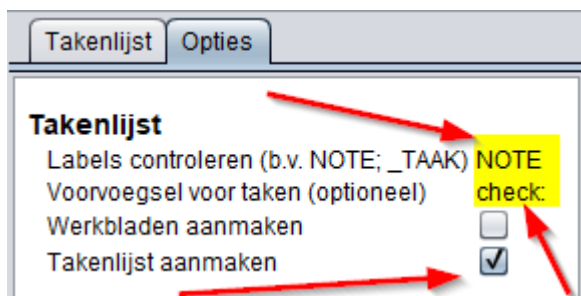 Takenlijst Opties
Takenlijst
Labels controleren (b.v. NOTE; _TAAK) NOTE
Voorvoegsel voor taken (optioneel) check:
Werkbladen aanmaken
Takenlijst aanmaken